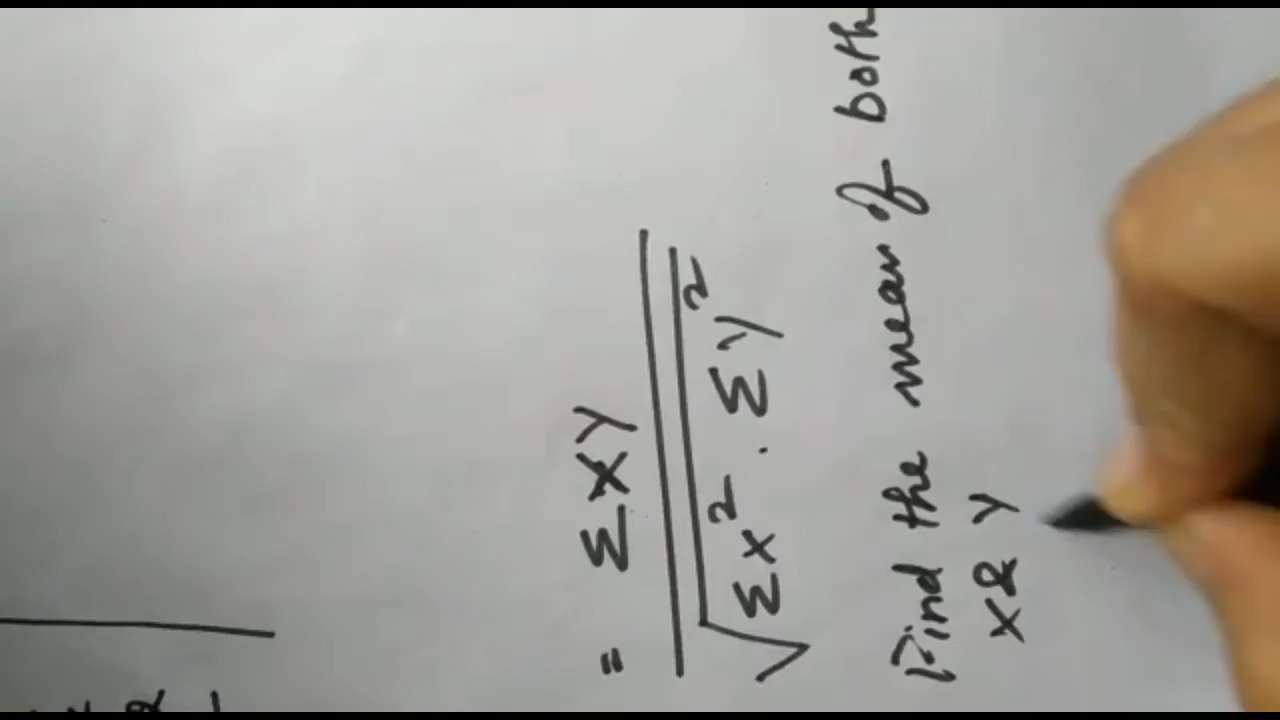 = ΣXY
√ΣX² . ΣY²
Find the mean of both
X & Y